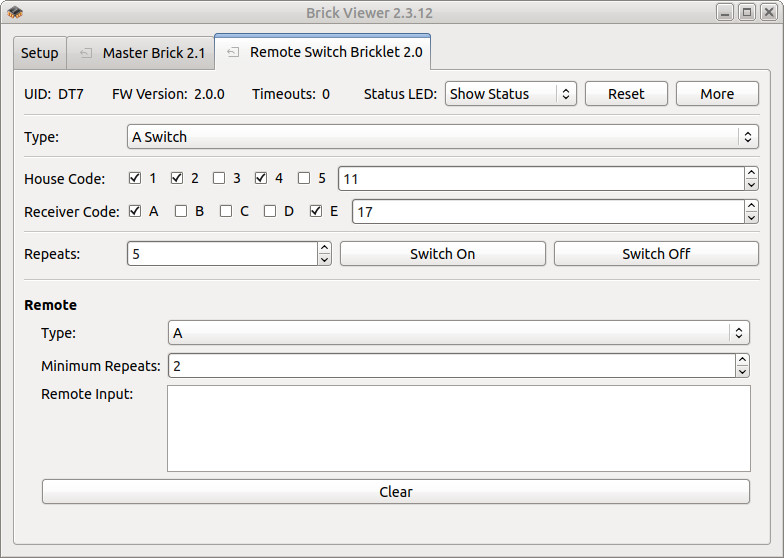 Brick Viewer 2.3.12
Setup Master Brick 2.1 Remote Switch Bricklet 2.0
UID: DT7 FW Version: 2.0.0 Timeouts: 0 Status LED: Show Status Reset More
Type: A Switch
House Code: 1 2 3 4 5 11
Receiver Code: A B C D E 17
Repeats: 5 Switch On Switch Off
Remote
Type: A
Minimum Repeats: 2
Remote Input:
Clear